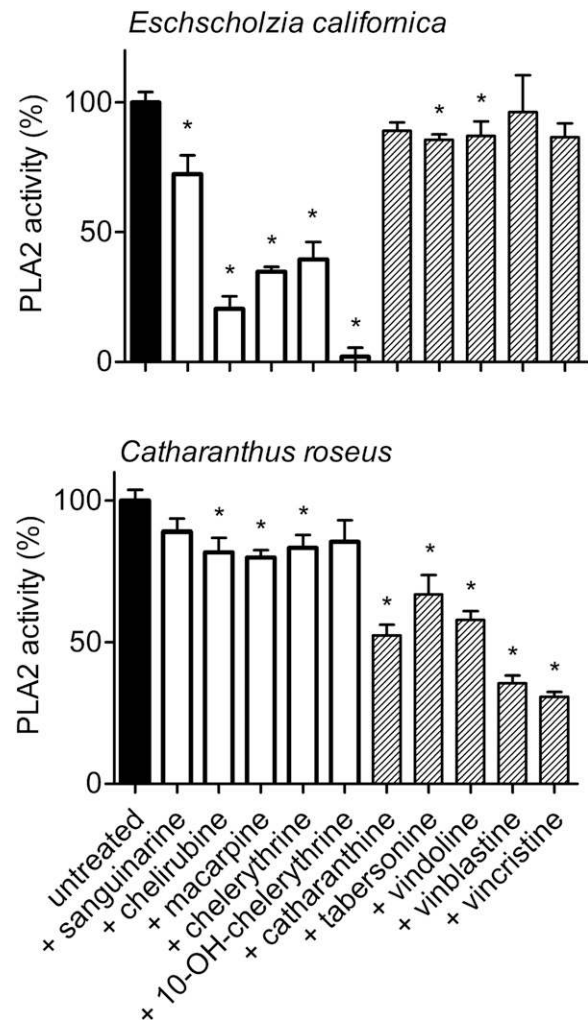 Eschscholzia californica
PLA2 activity (%)
100
*
*
*
*
*
*
*
50
0
Catharanthus roseus
PLA2 activity (%)
100
*
*
*
*
*
*
*
*
50
0
untreated
+ sanguinarine
+ chelirubine
+ macarpine
+ chelerythrine
+ 10-OH-chelerythrine
+ catharanthine
+ tabersonine
+ vindoline
+ vinblastine
+ vincristine